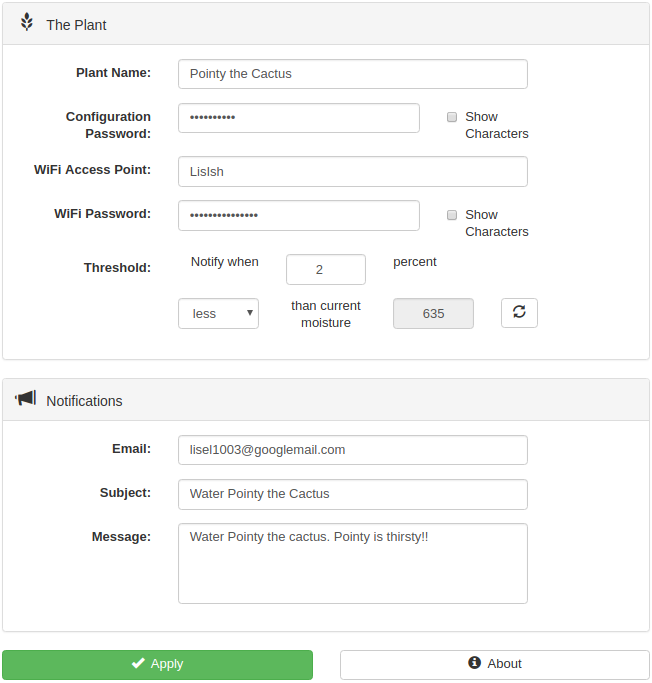 The Plant
Plant Name: Pointy the Cactus
Configuration Password: •••••••••• Show Characters
WiFi Access Point: LisIsh
WiFi Password: ••••••••••••••• Show Characters
Threshold: Notify when 2 percent
less than current moisture 635
Notifications
Email: lisel1003@googlemail.com
Subject: Water Pointy the Cactus
Message: Water Pointy the cactus. Pointy is thirsty!!
Apply About